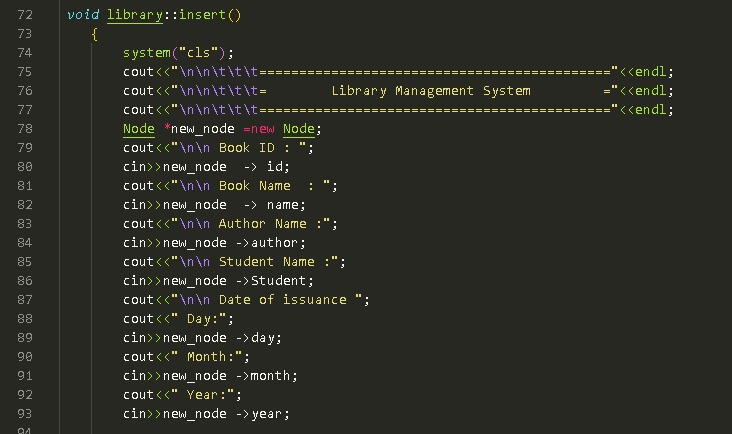 72 void library::insert()
73 {
74 system("cls");
75 cout<<"\n\n\t\t\t============================================"<<endl;
76 cout<<"\n\n\t\t\t=        Library Management System         ="<<endl;
77 cout<<"\n\n\t\t\t============================================"<<endl;
78 Node *new_node =new Node;
79 cout<<"\n\n Book ID : ";
80 cin>>new_node  -> id;
81 cout<<"\n\n Book Name  : ";
82 cin>>new_node  -> name;
83 cout<<"\n\n Author Name :";
84 cin>>new_node ->author;
85 cout<<"\n\n Student Name :";
86 cin>>new_node ->Student;
87 cout<<"\n\n Date of issuance ";
88 cout<<" Day:";
89 cin>>new_node ->day;
90 cout<<" Month:";
91 cin>>new_node ->month;
92 cout<<" Year:";
93 cin>>new_node ->year;
94